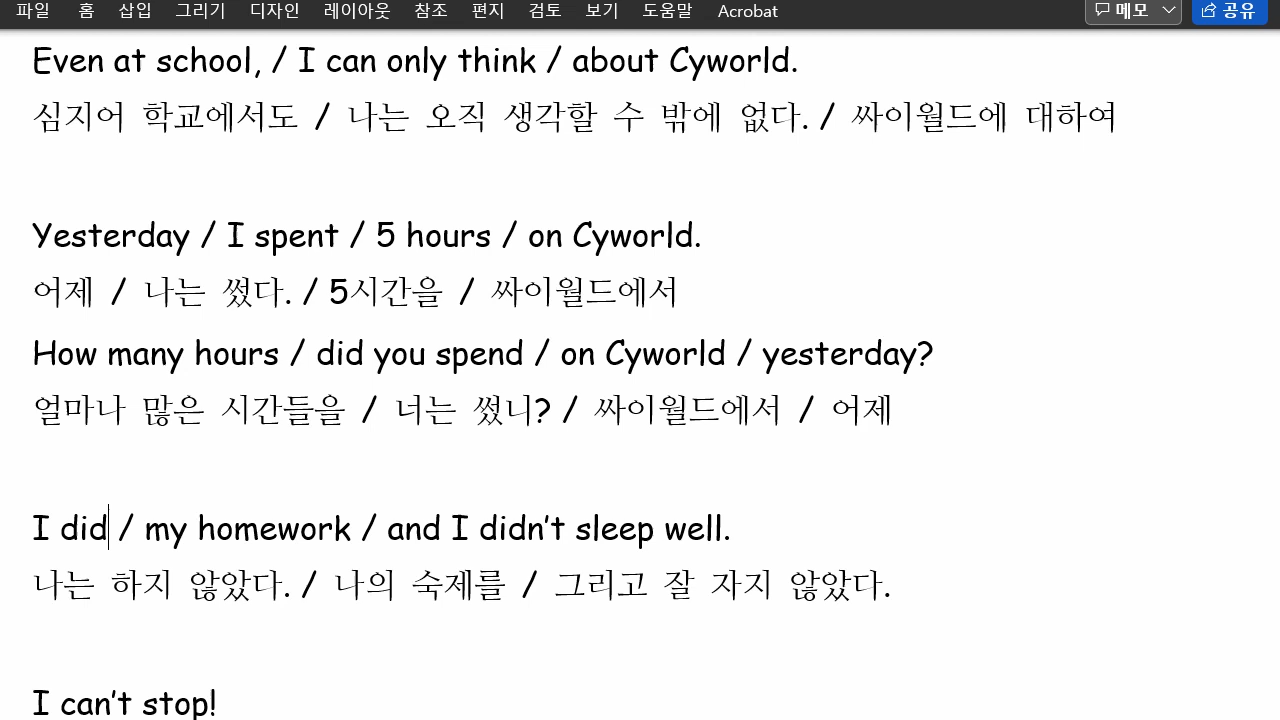 파일 홈 삽입 그리기 디자인 레이아웃 참조 편지 검토 보기 도움말 Acrobat 메모 공유
Even at school, / I can only think / about Cyworld.
심지어 학교에서도 / 나는 오직 생각할 수 밖에 없다. / 싸이월드에 대하여
Yesterday / I spent / 5 hours / on Cyworld.
어제 / 나는 썼다. / 5시간을 / 싸이월드에서
How many hours / did you spend / on Cyworld / yesterday?
얼마나 많은 시간들을 / 너는 썼니? / 싸이월드에서 / 어제
I did / my homework / and I didn’t sleep well.
나는 하지 않았다. / 나의 숙제를 / 그리고 잘 자지 않았다.
I can’t stop!